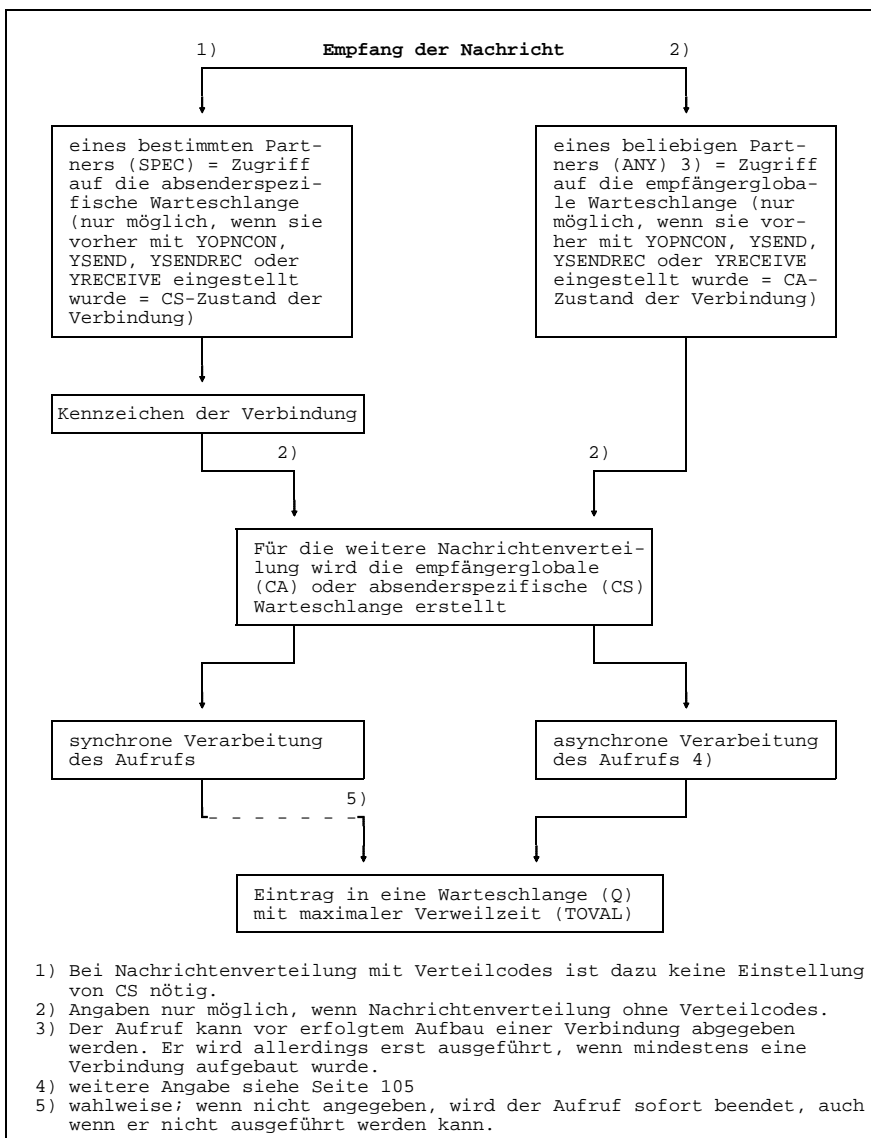 1) Empfang der Nachricht 2)
eines bestimmten Part-
ners (SPEC) = Zugriff
auf die absenderspezi-
fische Warteschlange
(nur möglich, wenn sie
vorher mit YOPNCON,
YSEND, YSENDREC oder
YRECEIVE eingestellt
wurde = CS-Zustand der
Verbindung)
eines beliebigen Part-
ners (ANY) 3) = Zugriff
auf die empfängergloba-
le Warteschlange (nur
möglich, wenn sie vor-
her mit YOPNCON, YSEND,
YSENDREC oder YRECEIVE
eingestellt wurde = CA-
Zustand der Verbindung)
Kennzeichen der Verbindung
2) 2)
Für die weitere Nachrichtenvertei-
lung wird die empfängerglobale
(CA) oder absenderspezifische (CS)
Warteschlange erstellt
synchrone Verarbeitung
des Aufrufs
asynchrone Verarbeitung
des Aufrufs 4)
5)
Eintrag in eine Warteschlange (Q)
mit maximaler Verweilzeit (TOVAL)
1) Bei Nachrichtenverteilung mit Verteilcodes ist dazu keine Einstellung
von CS nötig.
2) Angaben nur möglich, wenn Nachrichtenverteilung ohne Verteilcodes.
3) Der Aufruf kann vor erfolgtem Aufbau einer Verbindung abgegeben
werden. Er wird allerdings erst ausgeführt, wenn mindestens eine
Verbindung aufgebaut wurde.
4) weitere Angabe siehe Seite 105
5) wahlweise; wenn nicht angegeben, wird der Aufruf sofort beendet, auch
wenn er nicht ausgeführt werden kann.